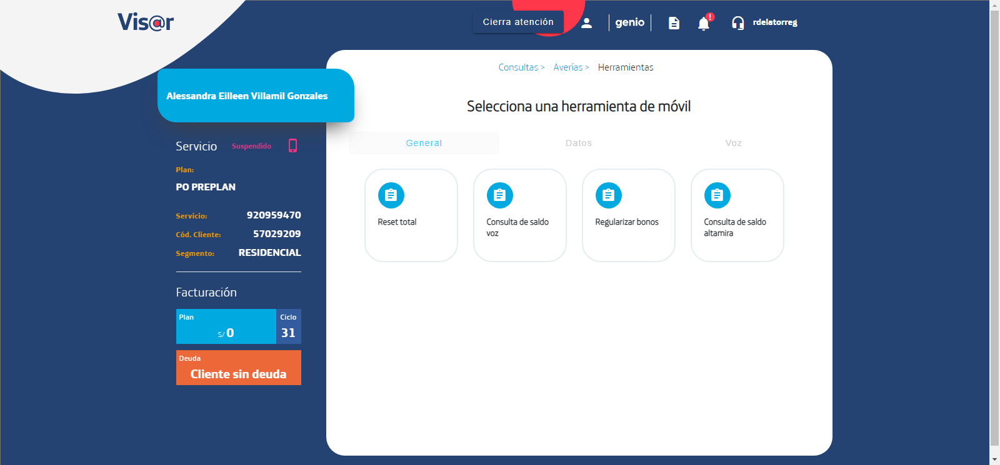 Vis@r
Cierra atención
genio
!
rdelatorreg
Consultas > Averías > Herramientas
Alessandra Eilleen Villamil Gonzales
Selecciona una herramienta de móvil
Servicio Suspendido
General Datos Voz
Plan:
PO PREPLAN
Servicio: 920959470
Cód. Cliente: 57029209
Segmento: RESIDENCIAL
Reset total
Consulta de saldo
voz
Regularizar bonos
Consulta de saldo
altamira
Facturación
Plan Ciclo
S/ 0 31
Deuda
Cliente sin deuda